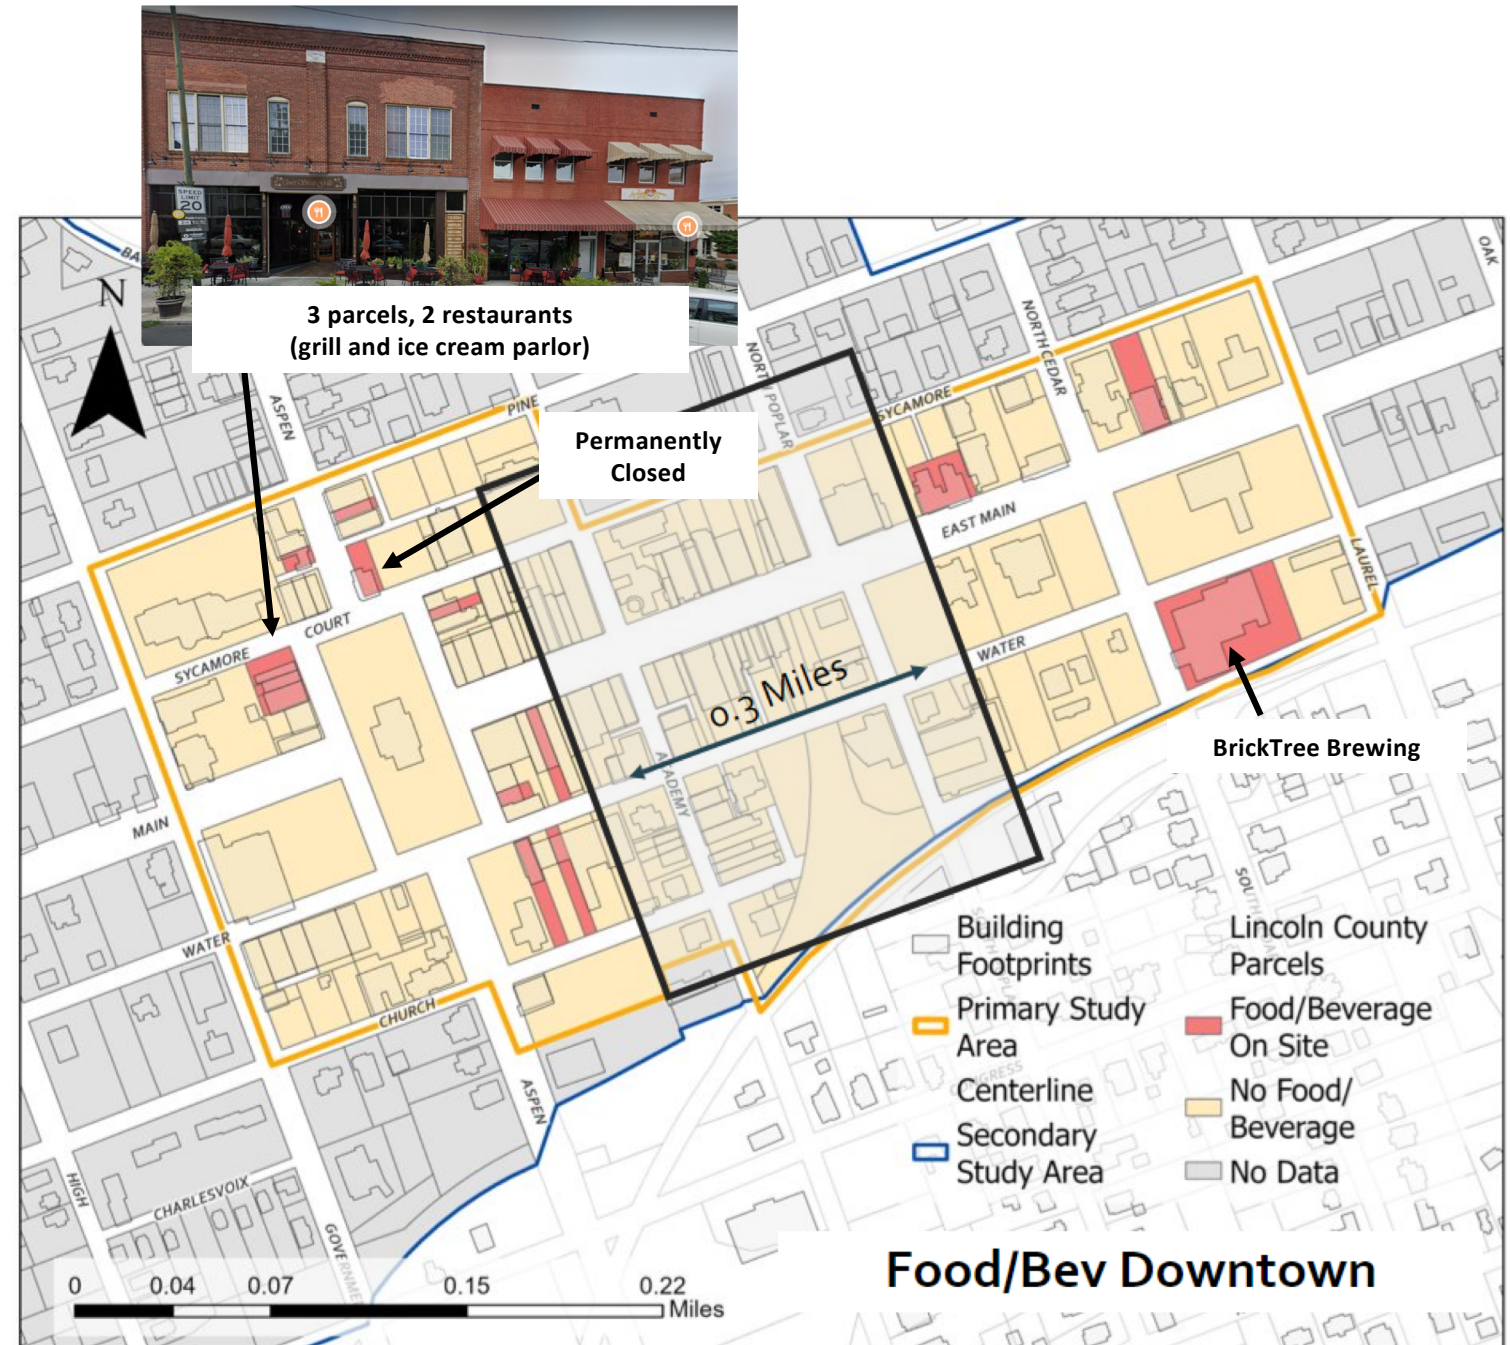 SPEED
LIMIT
20
3 parcels, 2 restaurants
(grill and ice cream parlor)
N
OAK
NORTH CEDAR
NORTH POPLAR
ASPEN
PINE
SYCAMORE
Permanently
Closed
EAST MAIN
LAUREL
COURT
SYCAMORE
WATER
0.3 Miles
BrickTree Brewing
ACADEMY
MAIN
WATER
CHURCH
ASPEN
HIGH
CHARLESVOIX
Building
Footprints
Primary Study
Area
Centerline
Secondary
Study Area
Lincoln County
Parcels
Food/Beverage
On Site
No Food/
Beverage
No Data
Food/Bev Downtown
0 0.04 0.07 0.15 0.22
Miles